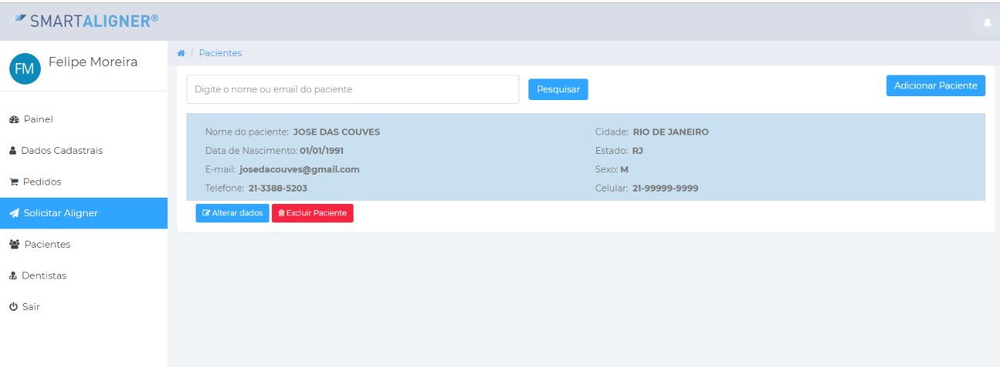 SMARTALIGNER®
FM
Felipe Moreira
Painel
Dados Cadastrais
Pedidos
Solicitar Aligner
Pacientes
Dentistas
Sair
/ Pacientes
Digite o nome ou email do paciente
Pesquisar
Adicionar Paciente
Nome do paciente: JOSE DAS COUVES
Cidade: RIO DE JANEIRO
Data de Nascimento: 01/01/1991
Estado: RJ
E-mail: josedacouves@gmail.com
Sexo: M
Telefone: 21-3388-5203
Celular: 21-99999-9999
Alterar dados
Excluir Paciente